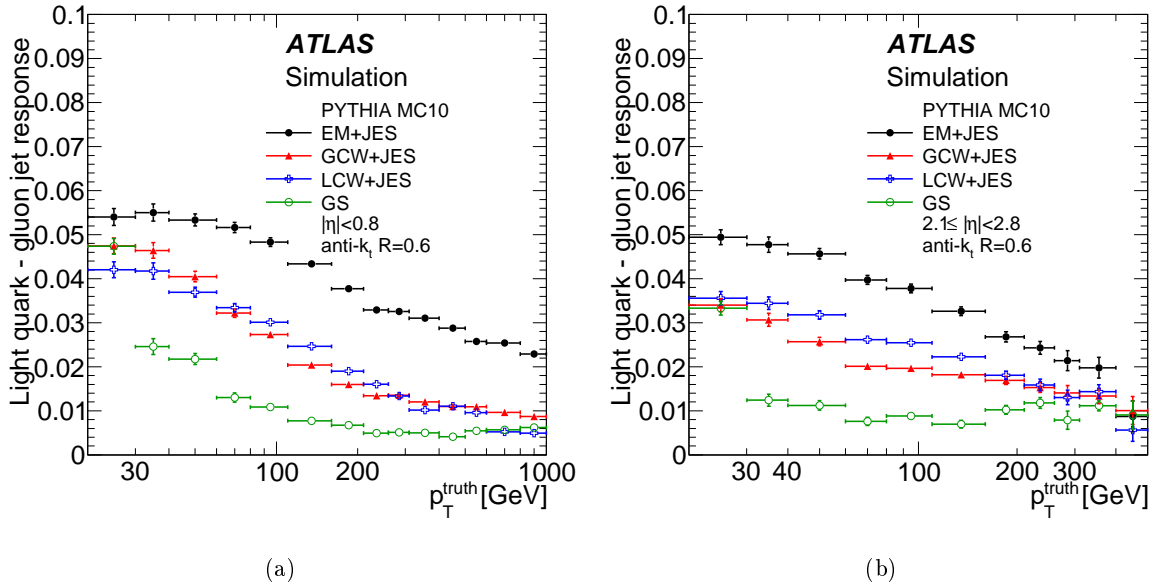 Light quark - gluon jet response
0.1
0.09
0.08
0.07
0.06
0.05
0.04
0.03
0.02
0.01
0
ATLAS
Simulation
PYTHIA MC10
EM+JES
GCW+JES
LCW+JES
GS
|η|<0.8
anti-k_t R=0.6
30 100 200 1000
p_T^truth [GeV]
(a)
Light quark - gluon jet response
0.1
0.09
0.08
0.07
0.06
0.05
0.04
0.03
0.02
0.01
0
ATLAS
Simulation
PYTHIA MC10
EM+JES
GCW+JES
LCW+JES
GS
2.1≤ |η|<2.8
anti-k_t R=0.6
30 40 100 200 300
p_T^truth [GeV]
(b)